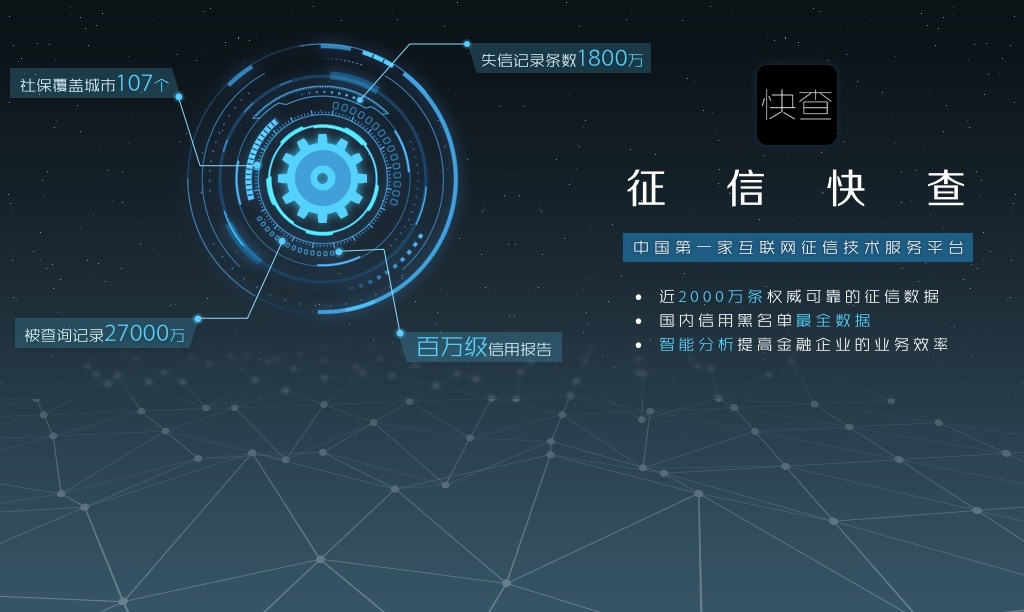 失信记录条数1800万
社保覆盖城市107个
被查询记录27000万
百万级信用报告
快查
征信快查
中国第一家互联网征信技术服务平台
• 近2000万条权威可靠的征信数据
• 国内信用黑名单最全数据
• 智能分析提高金融企业的业务效率